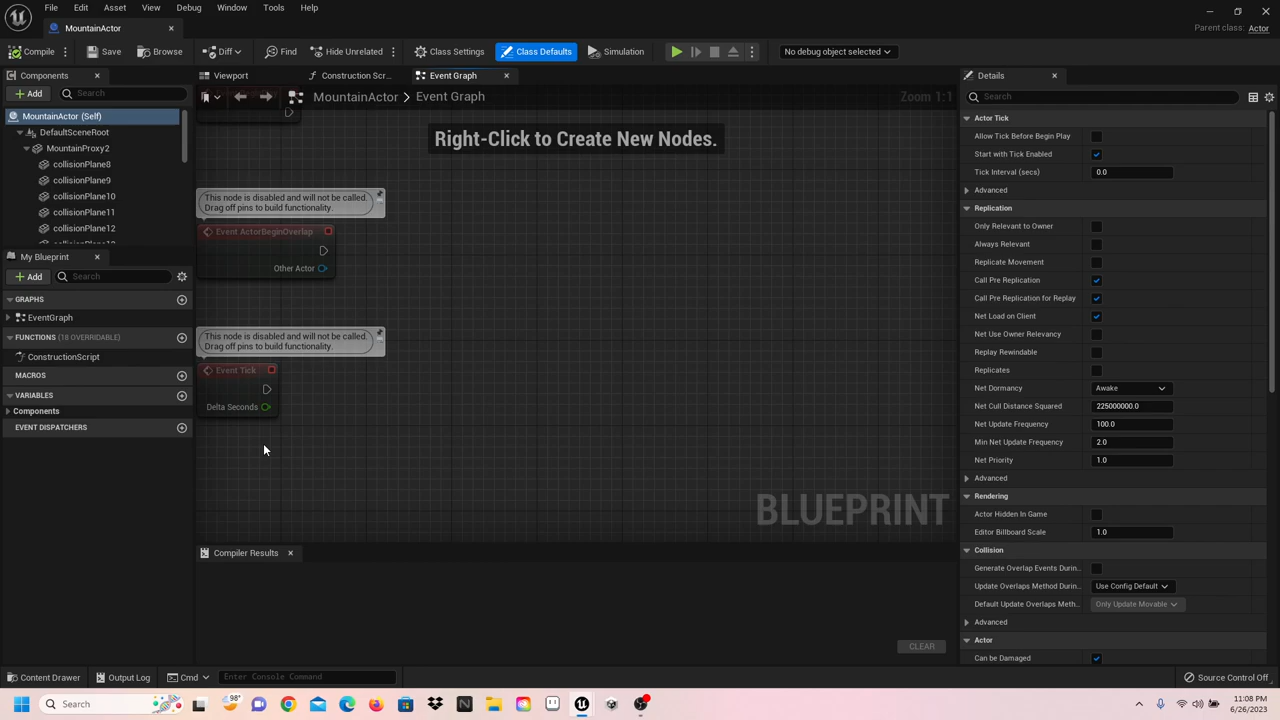 File Edit Asset View Debug Window Tools Help
MountainActor
Parent class: Actor
Compile Save Browse Diff Find Hide Unrelated Class Settings Class Defaults Simulation No debug object selected
Components
Add Search
MountainActor (Self)
DefaultSceneRoot
MountainProxy2
collisionPlane8
collisionPlane9
collisionPlane10
collisionPlane11
collisionPlane12
My Blueprint
Add Search
GRAPHS
EventGraph
FUNCTIONS (18 OVERRIDABLE)
ConstructionScript
MACROS
VARIABLES
Components
EVENT DISPATCHERS
Viewport Construction Scr... Event Graph
MountainActor > Event Graph Zoom 1:1
Right-Click to Create New Nodes.
This node is disabled and will not be called.
Drag off pins to build functionality.
Event ActorBeginOverlap
Other Actor
This node is disabled and will not be called.
Drag off pins to build functionality.
Event Tick
Delta Seconds
BLUEPRINT
Compiler Results
CLEAR
Details
Search
Actor Tick
Allow Tick Before Begin Play
Start with Tick Enabled
Tick Interval (secs) 0.0
Advanced
Replication
Only Relevant to Owner
Always Relevant
Replicate Movement
Call Pre Replication
Call Pre Replication for Replay
Net Load on Client
Net Use Owner Relevancy
Replay Rewindable
Replicates
Net Dormancy Awake
Net Cull Distance Squared 225000000.0
Net Update Frequency 100.0
Min Net Update Frequency 2.0
Net Priority 1.0
Advanced
Rendering
Actor Hidden In Game
Editor Billboard Scale 1.0
Collision
Generate Overlap Events Durin...
Update Overlaps Method Durin... Use Config Default
Default Update Overlaps Meth... Only Update Movable
Advanced
Actor
Can be Damaged
Content Drawer Output Log Cmd Enter Console Command Source Control Off
Search 98° 11:08 PM
6/26/2023